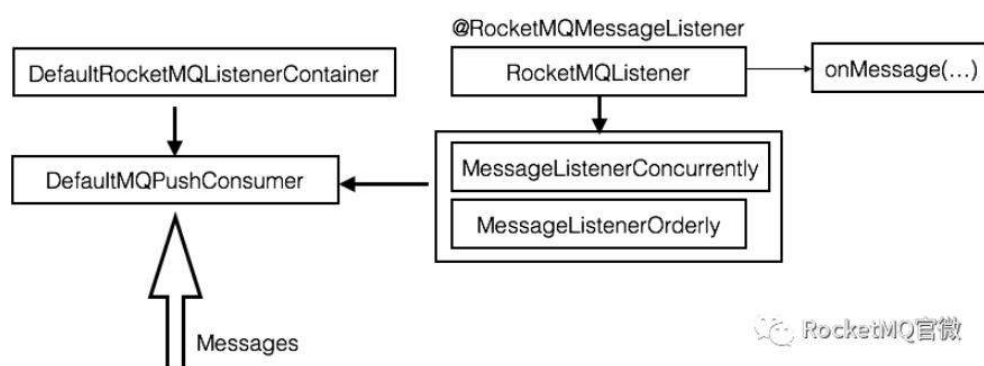 @RocketMQMessageListener
DefaultRocketMQListenerContainer
RocketMQListener
onMessage(...)
MessageListenerConcurrently
DefaultMQPushConsumer
MessageListenerOrderly
Messages
RocketMQ官微